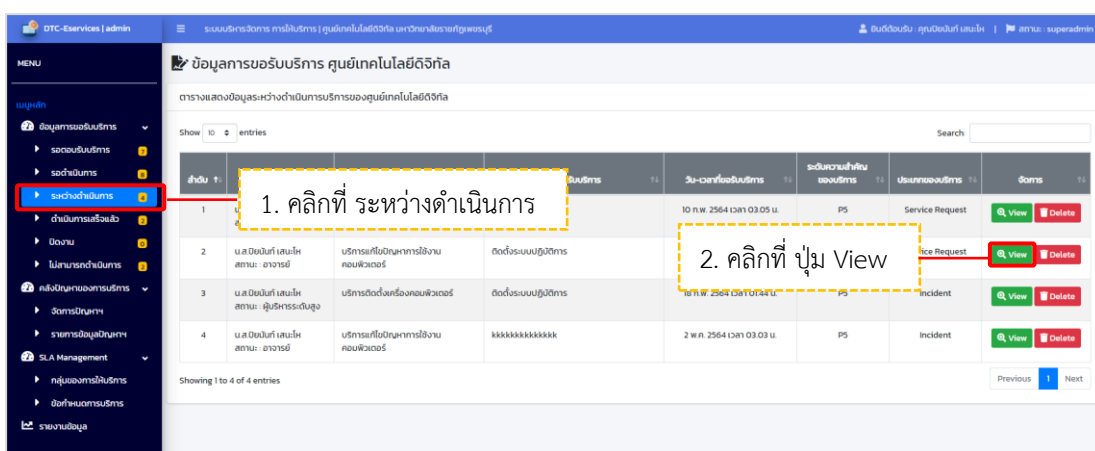 DTC-Eservices | admin
ระบบบริหารจัดการ การให้บริการ | ศูนย์เทคโนโลยีดิจิทัล มหาวิทยาลัยราชภัฏเพชรบุรี
ยินดีต้อนรับ : คุณปิยนันท์ เสนะโห | สถานะ : superadmin
MENU
เมนูหลัก
ข้อมูลการขอรับบริการ
รอตอบรับบริการ 7
รอดำเนินการ
ระหว่างดำเนินการ 4
ดำเนินการเสร็จแล้ว
ปิดงาน
ไม่สามารถดำเนินการ
คลังปัญหาของการบริการ
จัดการปัญหาฯ
รายการข้อมูลปัญหาฯ
SLA Management
กลุ่มของการให้บริการ
ข้อกำหนดการบริการ
รายงานข้อมูล
ข้อมูลการขอรับบริการ ศูนย์เทคโนโลยีดิจิทัล
ตารางแสดงข้อมูลระหว่างดำเนินการบริการของศูนย์เทคโนโลยีดิจิทัล
Show 10 entries
Search:
ลำดับ รับบริการ วัน-เวลาที่ขอรับบริการ ระดับความสำคัญ ประเภทของบริการ จัดการ
ของบริการ
1. คลิกที่ ระหว่างดำเนินการ
1 10 ก.พ. 2564 เวลา 03.05 น. P5 Service Request View Delete
2. คลิกที่ ปุ่ม View
2 น.ส.ปิยนันท์ เสนะโห บริการแก้ไขปัญหาการใช้งาน ติดตั้งระบบปฏิบัติการ ice Request View Delete
สถานะ : อาจารย์ คอมพิวเตอร์
3 น.ส.ปิยนันท์ เสนะโห บริการติดตั้งเครื่องคอมพิวเตอร์ ติดตั้งระบบปฏิบัติการ 18 ก.พ. 2564 เวลา 01.44 น. P5 Incident View Delete
สถานะ : ผู้บริหารระดับสูง
4 น.ส.ปิยนันท์ เสนะโห บริการแก้ไขปัญหาการใช้งาน kkkkkkkkkkkkkk 2 พ.ค. 2564 เวลา 03.03 น. P5 Incident View Delete
สถานะ : อาจารย์ คอมพิวเตอร์
Showing 1 to 4 of 4 entries
Previous 1 Next